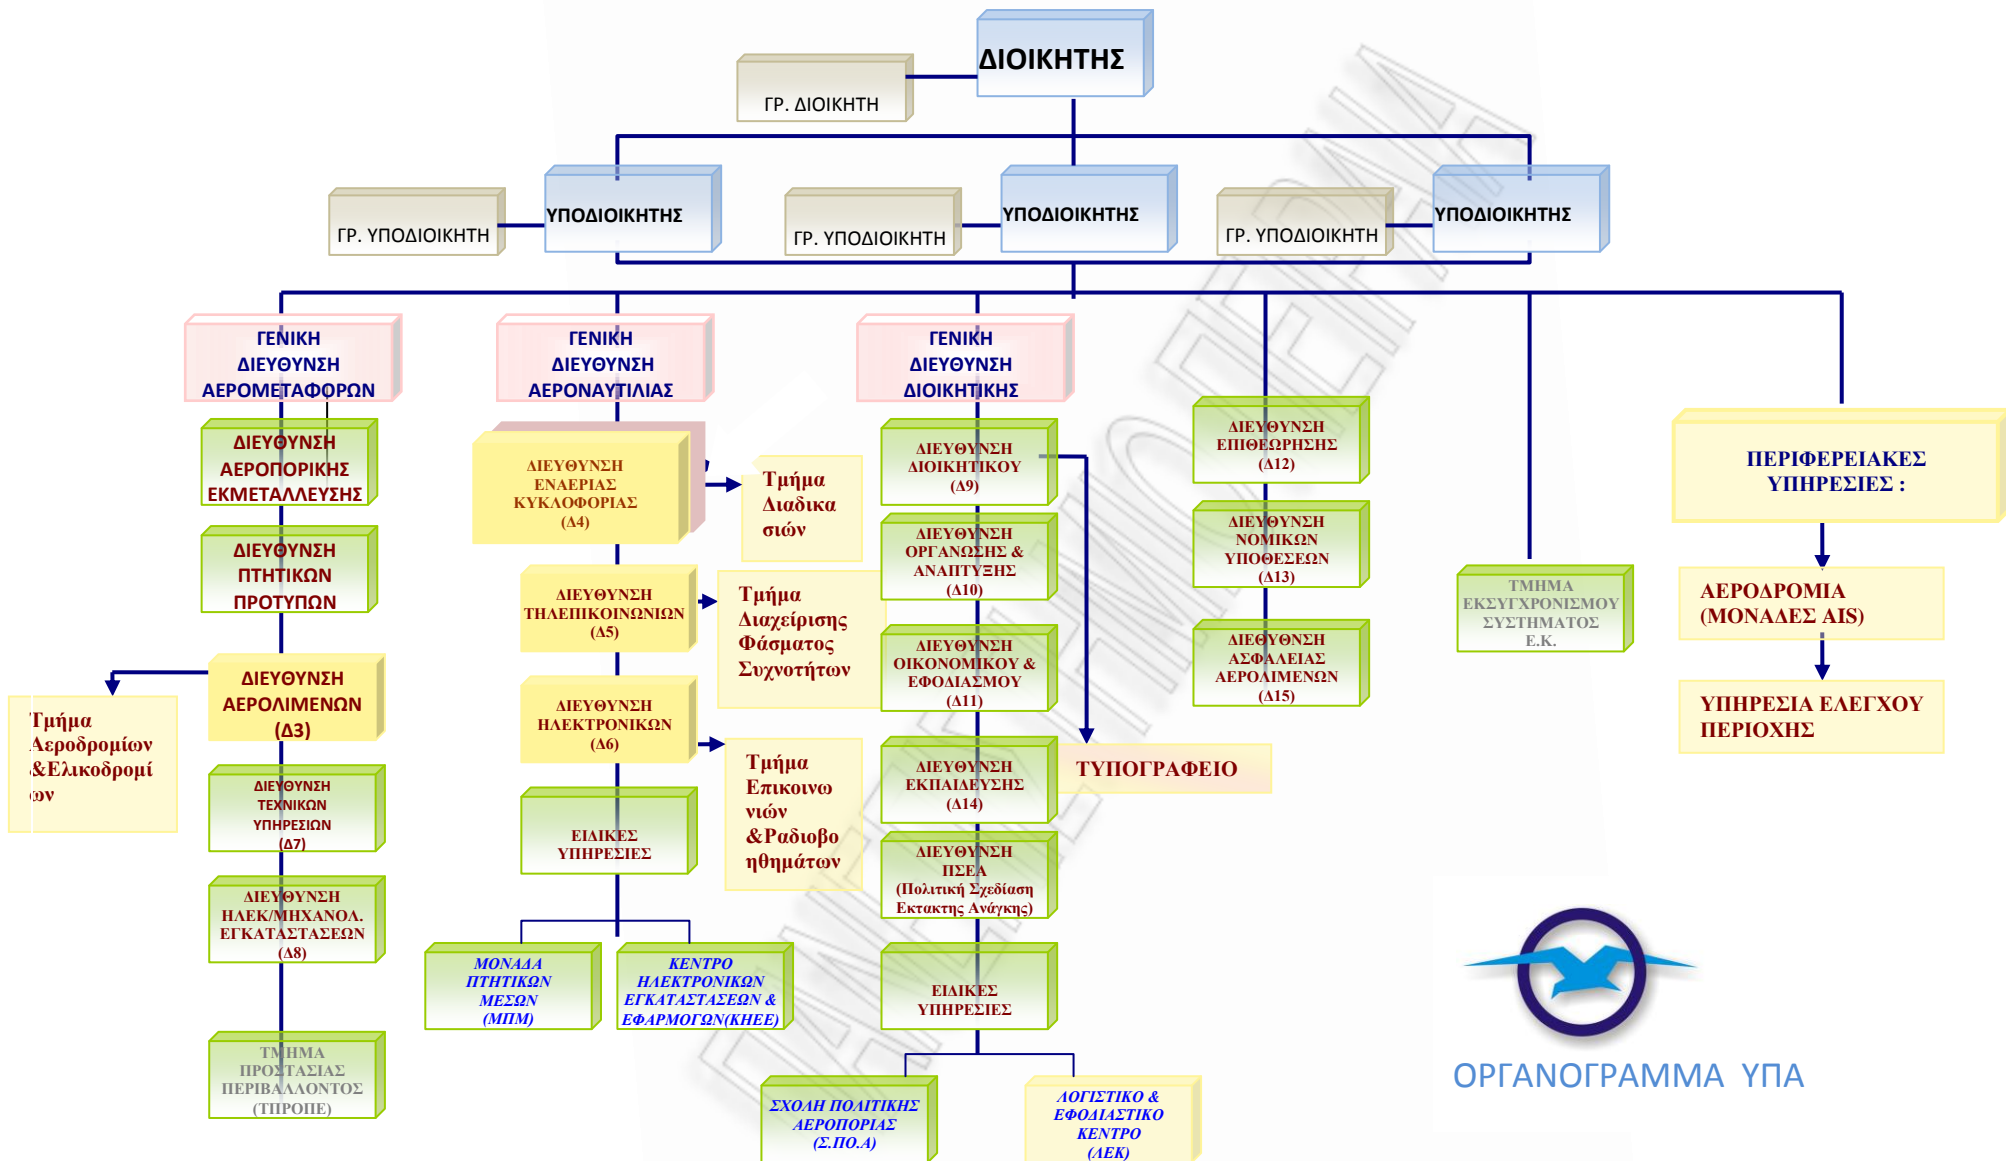 ΔΙΟΙΚΗΤΗΣ
ΓΡ. ΔΙΟΙΚΗΤΗ
ΥΠΟΔΙΟΙΚΗΤΗΣ
ΓΡ. ΥΠΟΔΙΟΙΚΗΤΗ
ΥΠΟΔΙΟΙΚΗΤΗΣ
ΓΡ. ΥΠΟΔΙΟΙΚΗΤΗ
ΥΠΟΔΙΟΙΚΗΤΗΣ
ΓΡ. ΥΠΟΔΙΟΙΚΗΤΗ
ΓΕΝΙΚΗ
ΔΙΕΥΘΥΝΣΗ
ΑΕΡΟΜΕΤΑΦΟΡΩΝ
ΔΙΕΥΘΥΝΣΗ
ΑΕΡΟΠΟΡΙΚΗΣ
ΕΚΜΕΤΑΛΛΕΥΣΗΣ
ΔΙΕΥΘΥΝΣΗ
ΠΤΗΤΙΚΩΝ
ΠΡΟΤΥΠΩΝ
ΔΙΕΥΘΥΝΣΗ
ΑΕΡΟΛΙΜΕΝΩΝ
(Δ3)
Τμήμα
Αεροδρομίων
&Ελικοδρομί
ων
ΔΙΕΥΘΥΝΣΗ
ΤΕΧΝΙΚΩΝ
ΥΠΗΡΕΣΙΩΝ
(Δ7)
ΔΙΕΥΘΥΝΣΗ
ΗΛΕΚ/ΜΗΧΑΝΟΛ.
ΕΓΚΑΤΑΣΤΑΣΕΩΝ
(Δ8)
ΤΜΗΜΑ
ΠΡΟΣΤΑΣΙΑΣ
ΠΕΡΙΒΑΛΛΟΝΤΟΣ
(ΤΠΡΟΠΕ)
ΓΕΝΙΚΗ
ΔΙΕΥΘΥΝΣΗ
ΑΕΡΟΝΑΥΤΙΛΙΑΣ
ΔΙΕΥΘΥΝΣΗ
ΕΝΑΕΡΙΑΣ
ΚΥΚΛΟΦΟΡΙΑΣ
(Δ4)
Τμήμα
Διαδικα
σιών
ΔΙΕΥΘΥΝΣΗ
ΤΗΛΕΠΙΚΟΙΝΩΝΙΩΝ
(Δ5)
Τμήμα
Διαχείρισης
Φάσματος
Συχνοτήτων
ΔΙΕΥΘΥΝΣΗ
ΗΛΕΚΤΡΟΝΙΚΩΝ
(Δ6)
Τμήμα
Επικοινω
νιών
&Ραδιοβο
ηθημάτων
ΕΙΔΙΚΕΣ
ΥΠΗΡΕΣΙΕΣ
ΜΟΝΑΔΑ
ΠΤΗΤΙΚΩΝ
ΜΕΣΩΝ
(ΜΠΜ)
ΚΕΝΤΡΟ
ΗΛΕΚΤΡΟΝΙΚΩΝ
ΕΓΚΑΤΑΣΤΑΣΕΩΝ &
ΕΦΑΡΜΟΓΩΝ(ΚΗΕΕ)
ΓΕΝΙΚΗ
ΔΙΕΥΘΥΝΣΗ
ΔΙΟΙΚΗΤΙΚΗΣ
ΔΙΕΥΘΥΝΣΗ
ΔΙΟΙΚΗΤΙΚΟΥ
(Δ9)
ΔΙΕΥΘΥΝΣΗ
ΟΡΓΑΝΩΣΗΣ &
ΑΝΑΠΤΥΞΗΣ
(Δ10)
ΔΙΕΥΘΥΝΣΗ
ΟΙΚΟΝΟΜΙΚΟΥ &
ΕΦΟΔΙΑΣΜΟΥ
(Δ11)
ΔΙΕΥΘΥΝΣΗ
ΕΚΠΑΙΔΕΥΣΗΣ
(Δ14)
ΤΥΠΟΓΡΑΦΕΙΟ
ΔΙΕΥΘΥΝΣΗ
ΠΣΕΑ
(Πολιτική Σχεδίαση
Εκτακτης Ανάγκης)
ΕΙΔΙΚΕΣ
ΥΠΗΡΕΣΙΕΣ
ΣΧΟΛΗ ΠΟΛΙΤΙΚΗΣ
ΑΕΡΟΠΟΡΙΑΣ
(Σ.ΠΟ.Α)
ΛΟΓΙΣΤΙΚΟ &
ΕΦΟΔΙΑΣΤΙΚΟ
ΚΕΝΤΡΟ
(ΛΕΚ)
ΔΙΕΥΘΥΝΣΗ
ΕΠΙΘΕΩΡΗΣΗΣ
(Δ12)
ΔΙΕΥΘΥΝΣΗ
ΝΟΜΙΚΩΝ
ΥΠΟΘΕΣΕΩΝ
(Δ13)
ΔΙΕΥΘΘΝΣΗ
ΑΣΦΑΛΕΙΑΣ
ΑΕΡΟΛΙΜΕΝΩΝ
(Δ15)
ΤΜΗΜΑ
ΕΚΣΥΓΧΡΟΝΙΣΜΟΥ
ΣΥΣΤΗΜΑΤΟΣ
Ε.Κ.
ΠΕΡΙΦΕΡΕΙΑΚΕΣ
ΥΠΗΡΕΣΙΕΣ :
ΑΕΡΟΔΡΟΜΙΑ
(ΜΟΝΑΔΕΣ AIS)
ΥΠΗΡΕΣΙΑ ΕΛΕΓΧΟΥ
ΠΕΡΙΟΧΗΣ
ΟΡΓΑΝΟΓΡΑΜΜΑ ΥΠΑ
ΠΑΝΕΠΙΣΤΗΜΙΟ ΠΕΙΡΑΙΑ